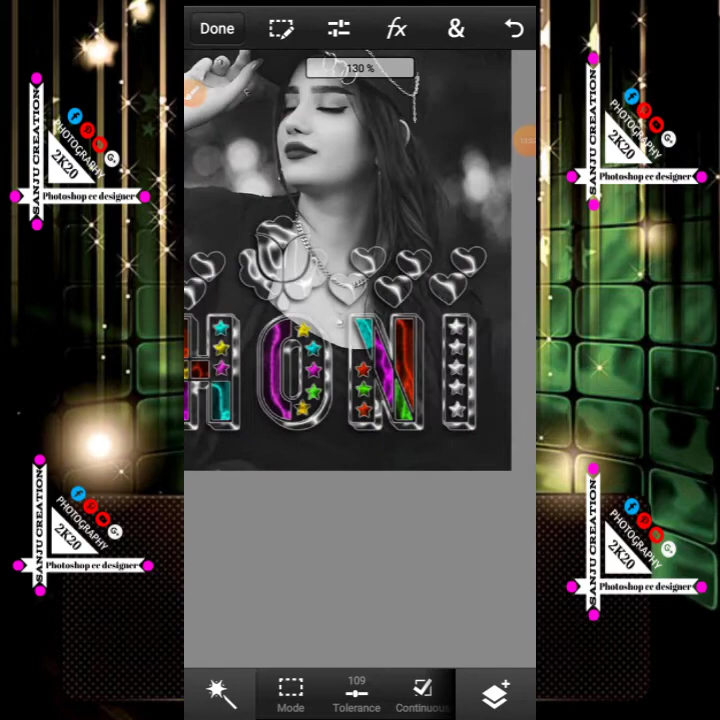 Done
fx
&
130 %
HONI
109
Mode
Tolerance
Continuous
SANJU CREATION
PHOTOGRAPHY
2K20
Photoshop cc designer
SANJU CREATION
PHOTOGRAPHY
2K20
Photoshop cc designer
SANJU CREATION
PHOTOGRAPHY
2K20
Photoshop cc designer
SANJU CREATION
PHOTOGRAPHY
2K20
Photoshop cc designer